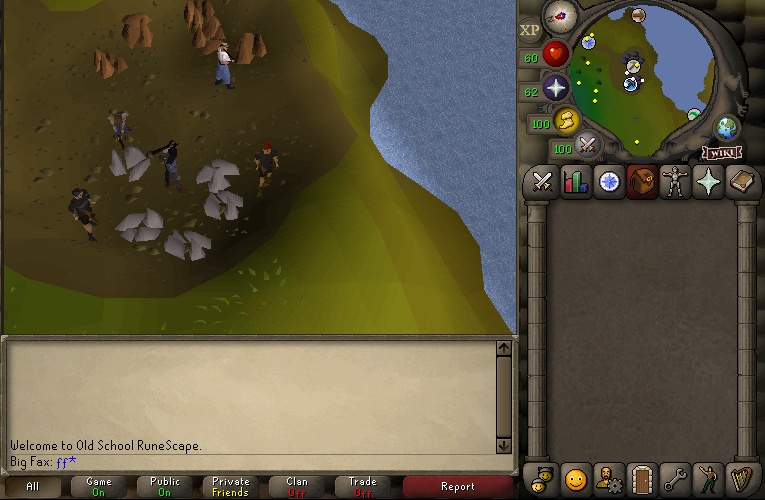 XP
60
62
100
100
WIKI
Welcome to Old School RuneScape.
Big Fax: ff*
All
Game
On
Public
On
Private
Friends
Clan
Off
Trade
Off
Report